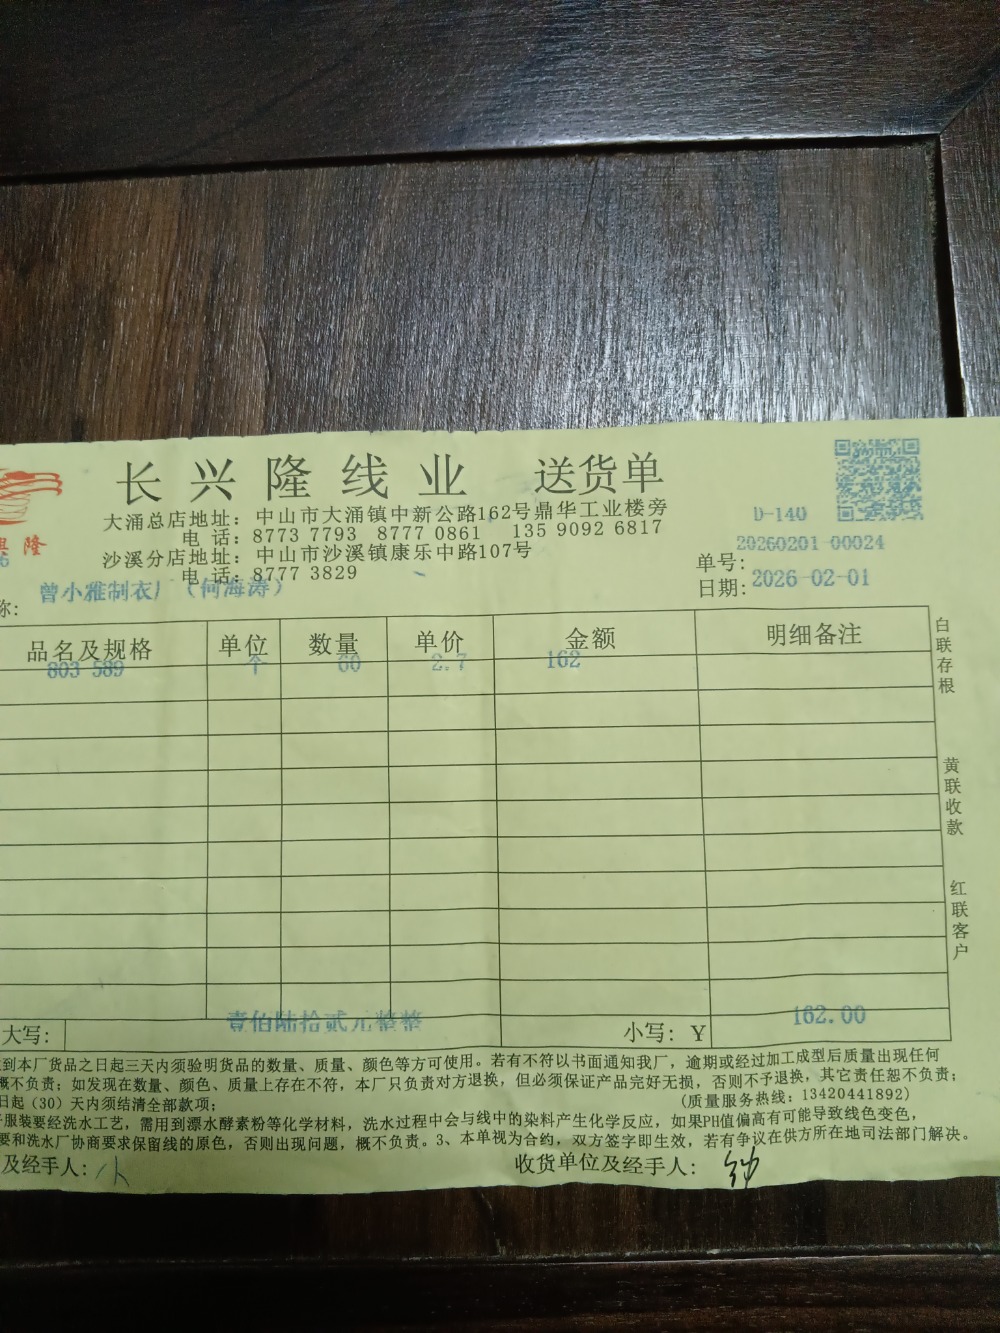 长兴隆线业 送货单
大涌总店地址：中山市大涌镇中新公路162号鼎华工业楼旁
电 话：8773 7793 8777 0861 135 9092 6817
沙溪分店地址：中山市沙溪镇康乐中路107号
电 话：8777 3829
隆
D-140
20260201-00024
单号：
日期：2026-02-01
称：曾小雅制衣厂（何海涛）
品名及规格 单位 数量 单价 金额 明细备注
803 589 个 60 2.7 162
白联存根
黄联收款
红联客户
大写：壹佰陆拾贰元整整 小写：Y 162.00
到本厂货品之日起三天内须验明货品的数量、质量、颜色等方可使用。若有不符以书面通知我厂，逾期或经过加工成型后质量出现任何
概不负责；如发现在数量、颜色、质量上存在不符，本厂只负责对方退换，但必须保证产品完好无损，否则不予退换，其它责任恕不负责；
日起（30）天内须结清全部款项； （质量服务热线：13420441892）
服装要经洗水工艺，需用到漂水酵素粉等化学材料，洗水过程中会与线中的染料产生化学反应，如果PH值偏高有可能导致线色变色，
要和洗水厂协商要求保留线的原色，否则出现问题，概不负责。3、本单视为合约，双方签字即生效，若有争议在供方所在地司法部门解决。
及经手人： 收货单位及经手人：